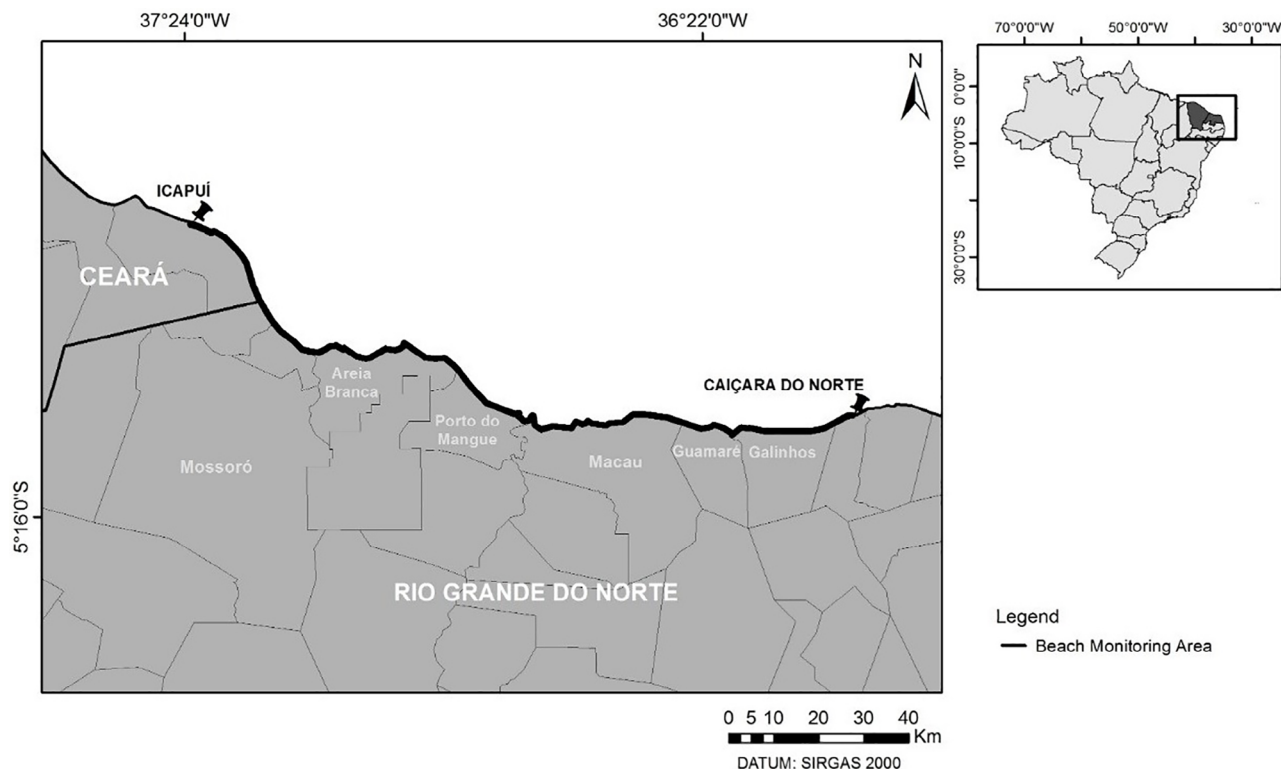 37°24'0"W
36°22'0"W
70°0'0"W
50°0'0"W
30°0'0"W
N
ICAPUÍ
0°0'0"
10°0'0"S
30°0'0"S
CEARÁ
Areia
Branca
CAIÇARA DO NORTE
Porto do
Mangue
Mossoró
Macau
Guamaré
Galinhos
5°16'0"S
RIO GRANDE DO NORTE
Legend
Beach Monitoring Area
0 5 10 20 30 40
Km
DATUM: SIRGAS 2000